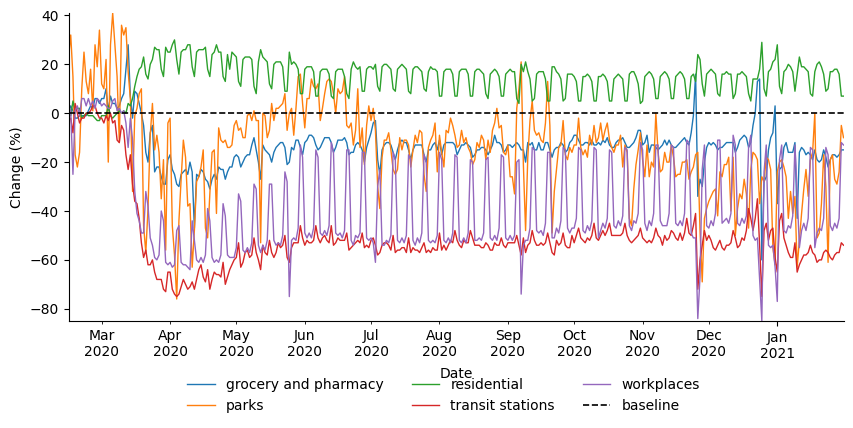 40
20
0
−20
−40
−60
−80
Change (%)
Mar Apr May Jun Jul Aug Sep Oct Nov Dec Jan
2020 2020 2020 2020 2020 2020 2020 2020 2020 2020 2021
Date
grocery and pharmacy residential workplaces
parks transit stations baseline